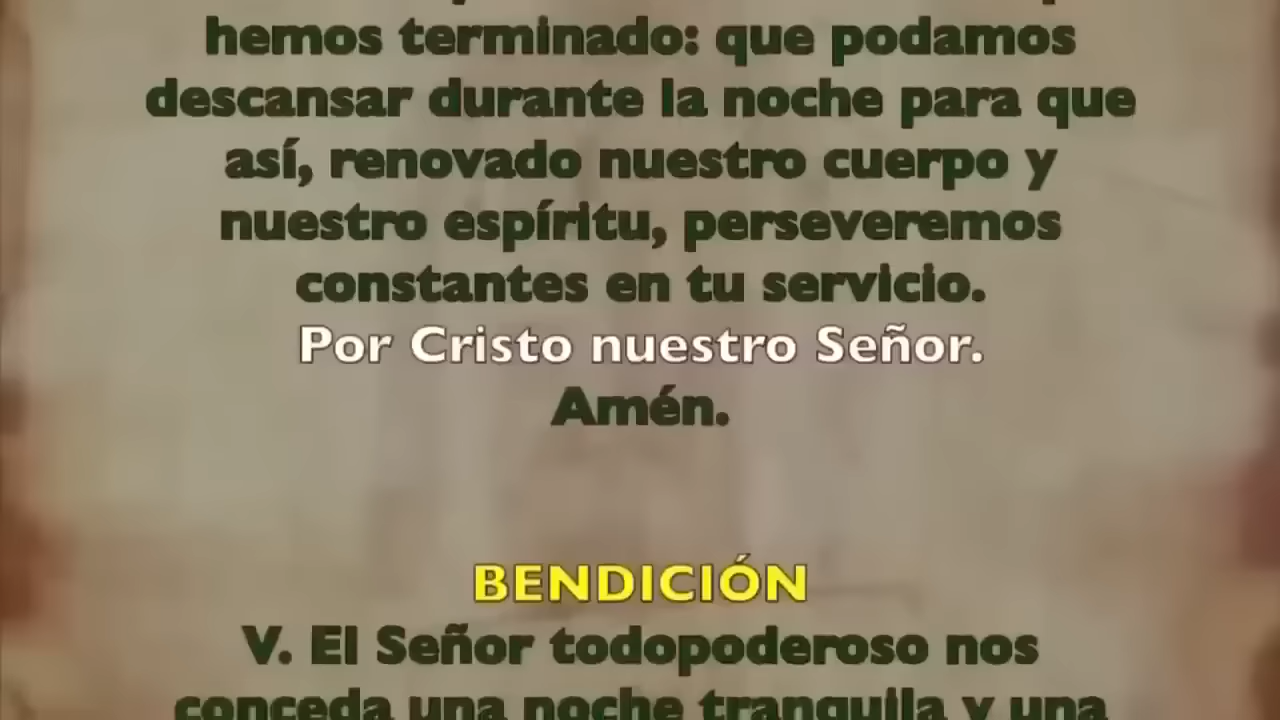 hemos terminado: que podamos
descansar durante la noche para que
así, renovado nuestro cuerpo y
nuestro espíritu, perseveremos
constantes en tu servicio.
Por Cristo nuestro Señor.
Amén.
BENDICIÓN
V. El Señor todopoderoso nos
conceda una noche tranquila y una